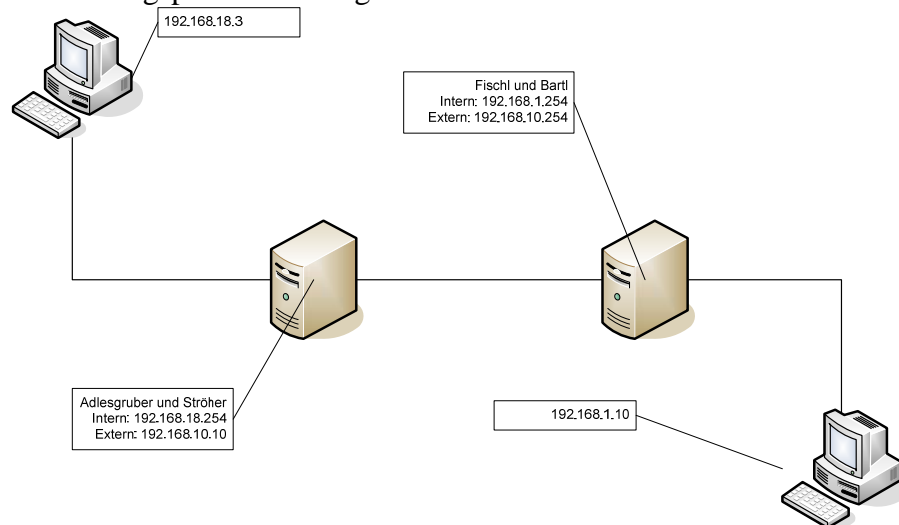 192.168.18.3
Fischl und Bartl
Intern: 192.168.1.254
Extern: 192.168.10.254
Adlesgruber und Ströher
Intern: 192.168.18.254
Extern: 192.168.10.10
192.168.1.10